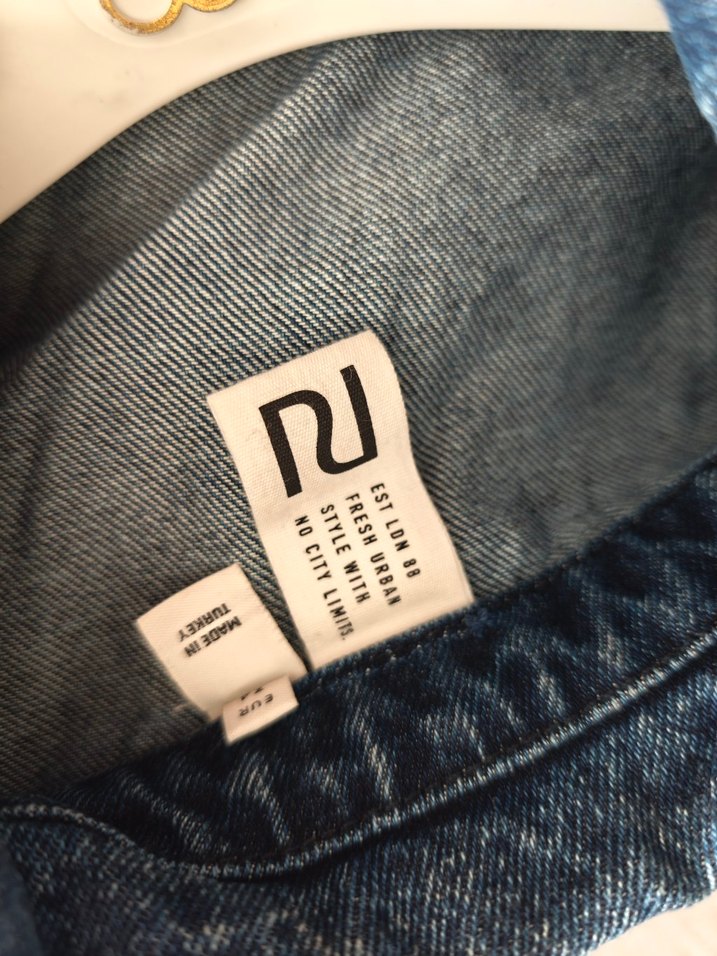 EST LDN 88
FRESH URBAN
STYLE WITH
NO CITY LIMITS.
MADE IN
TURKEY
EUR